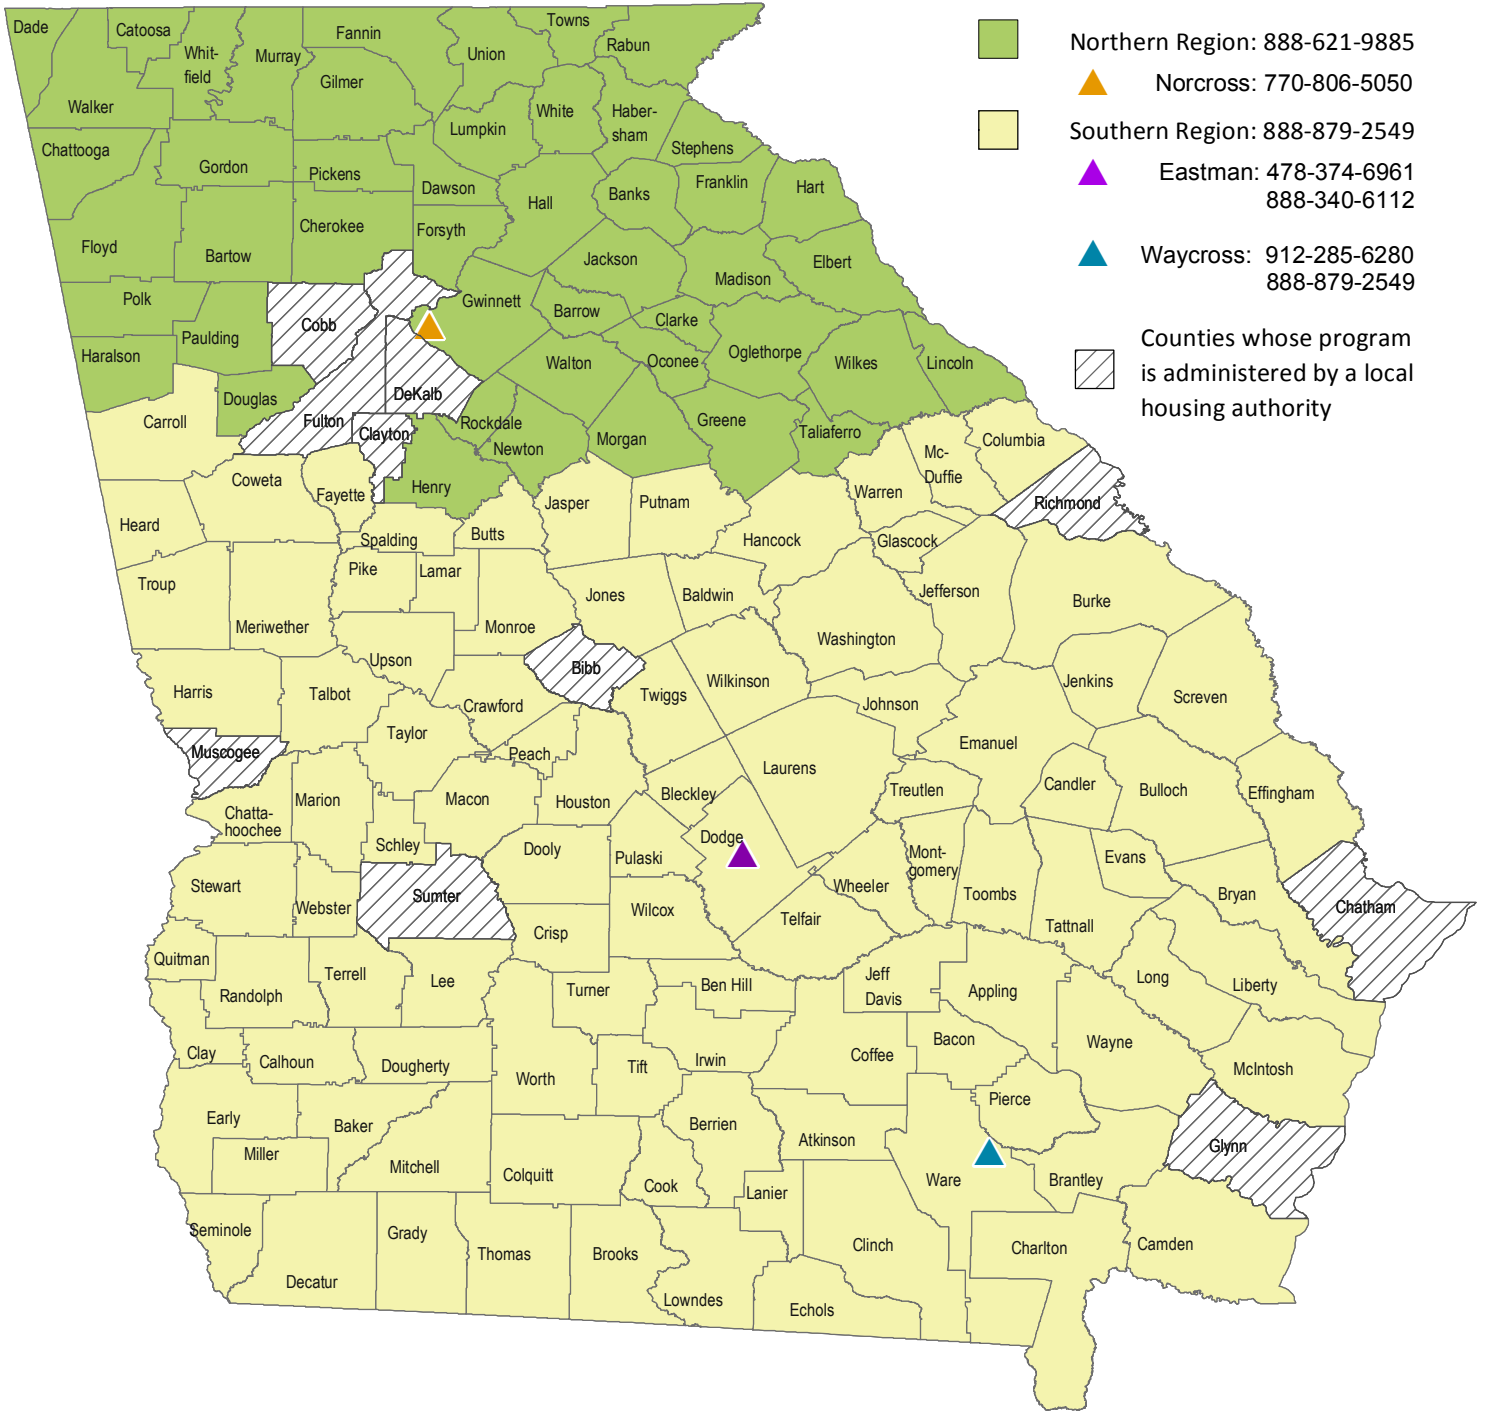 Northern Region: 888-621-9885
Norcross: 770-806-5050
Southern Region: 888-879-2549
Eastman: 478-374-6961
888-340-6112
Waycross: 912-285-6280
888-879-2549
Counties whose program
is administered by a local
housing authority
Dade
Catoosa
Whit-
field
Murray
Fannin
Union
Towns
Rabun
Walker
Gilmer
White
Haber-
sham
Lumpkin
Stephens
Chattooga
Gordon
Pickens
Dawson
Hall
Banks
Franklin
Hart
Floyd
Bartow
Cherokee
Forsyth
Jackson
Madison
Elbert
Polk
Paulding
Cobb
Gwinnett
Barrow
Clarke
Oconee
Oglethorpe
Wilkes
Lincoln
Haralson
Douglas
DeKalb
Walton
Carroll
Fulton
Clayton
Rockdale
Newton
Morgan
Greene
Taliaferro
Henry
Coweta
Fayette
Heard
Spalding
Butts
Jasper
Putnam
Hancock
Warren
Mc-
Duffie
Columbia
Richmond
Glascock
Troup
Meriwether
Pike
Lamar
Monroe
Jones
Baldwin
Washington
Jefferson
Burke
Upson
Bibb
Twiggs
Wilkinson
Johnson
Jenkins
Screven
Harris
Talbot
Crawford
Taylor
Peach
Muscogee
Laurens
Emanuel
Chatta-
hoochee
Marion
Macon
Houston
Bleckley
Treutlen
Candler
Bulloch
Effingham
Schley
Dooly
Pulaski
Dodge
Mont-
gomery
Evans
Stewart
Webster
Sumter
Wilcox
Wheeler
Toombs
Bryan
Chatham
Crisp
Telfair
Tattnall
Quitman
Randolph
Terrell
Lee
Turner
Ben Hill
Jeff
Davis
Appling
Long
Liberty
Clay
Calhoun
Dougherty
Worth
Tift
Irwin
Coffee
Bacon
Wayne
McIntosh
Early
Baker
Miller
Mitchell
Colquitt
Berrien
Atkinson
Pierce
Glynn
Cook
Lanier
Ware
Brantley
Seminole
Decatur
Grady
Thomas
Brooks
Lowndes
Clinch
Echols
Charlton
Camden